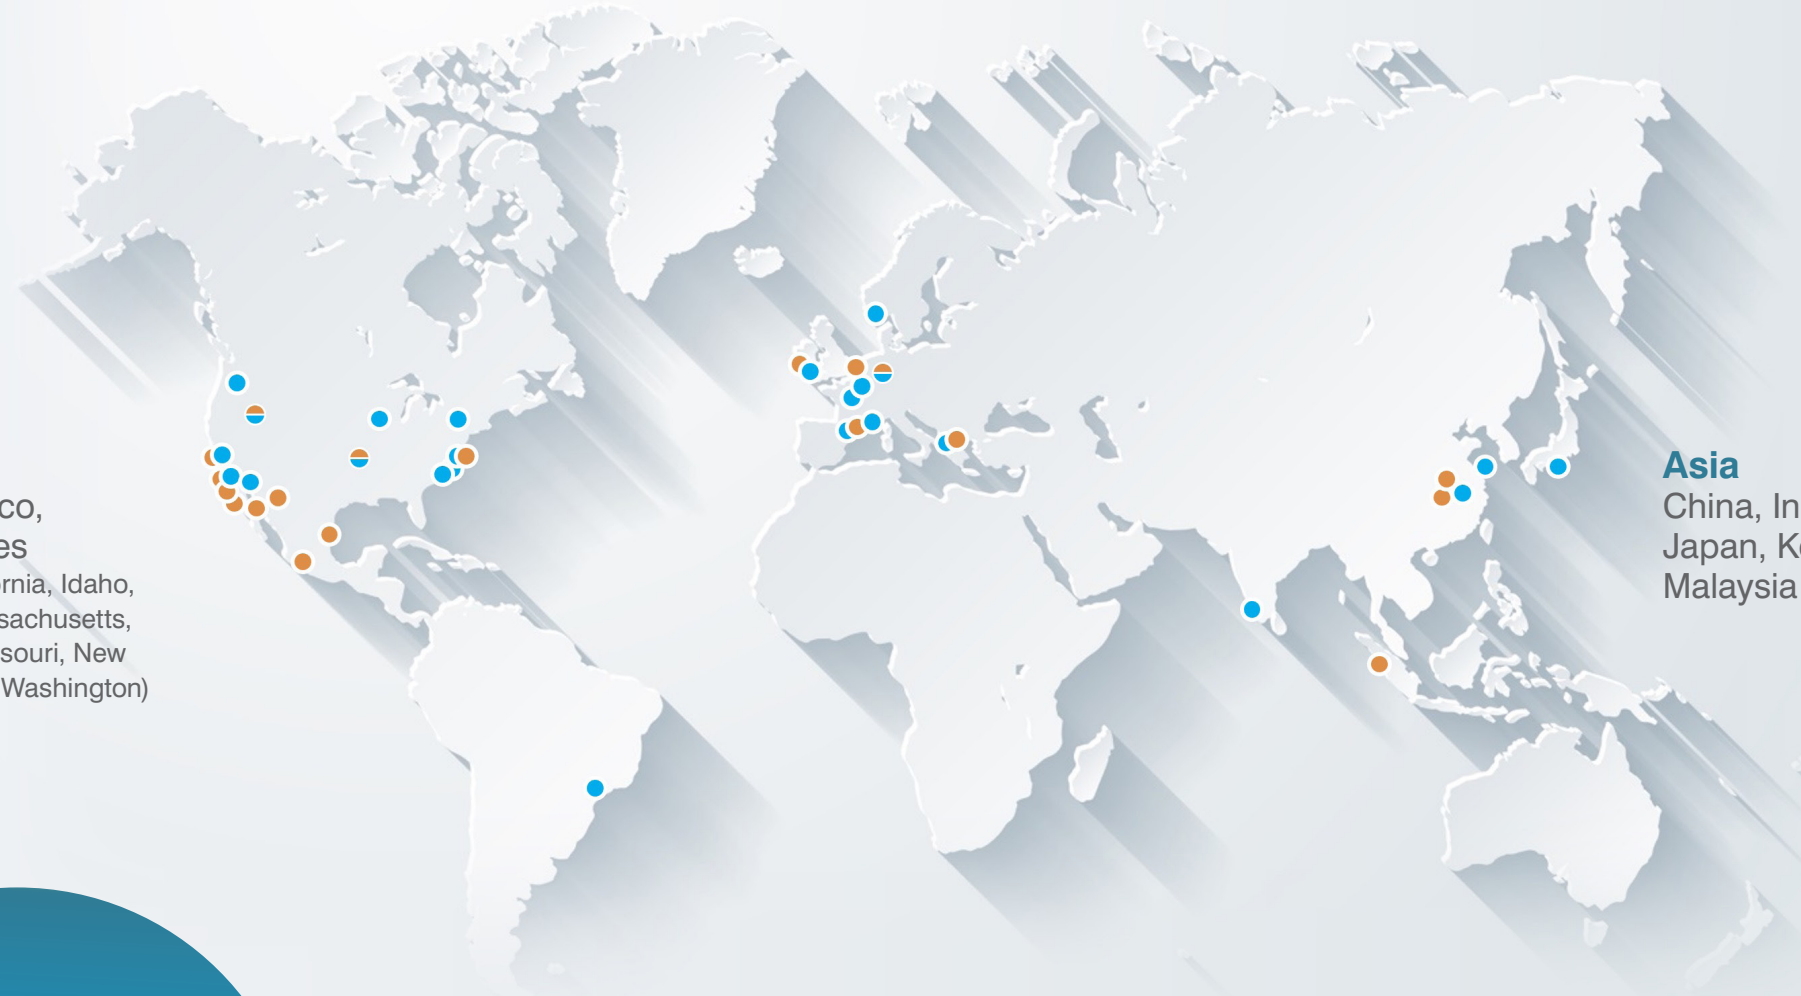 co,
es
rnia, Idaho,
sachusetts,
souri, New
Washington)
Asia
China, In
Japan, K
Malaysia